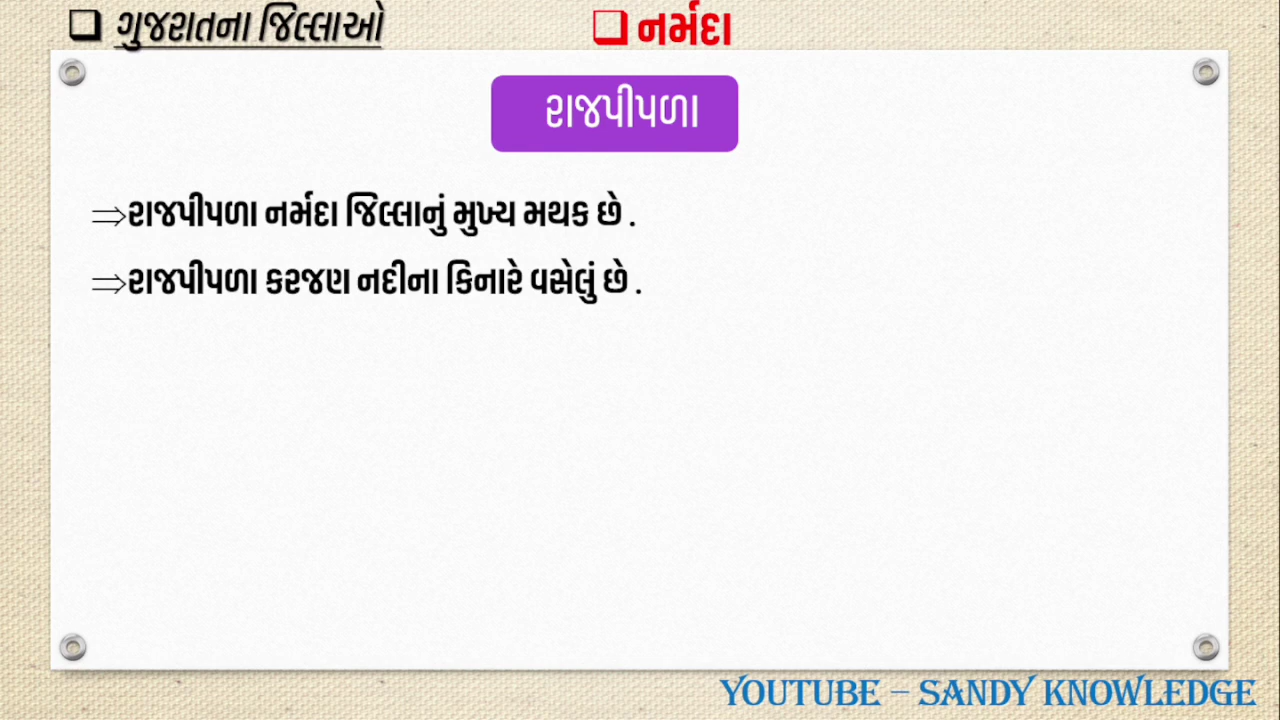 ❑ ગુજરાતના જિલ્લાઓ
❑ નર્મદા
રાજપીપળા
⇒રાજપીપળા નર્મદા જિલ્લાનું મુખ્ય મથક છે .
⇒રાજપીપળા કરજણ નદીના કિનારે વસેલું છે .
YOUTUBE – SANDY KNOWLEDGE